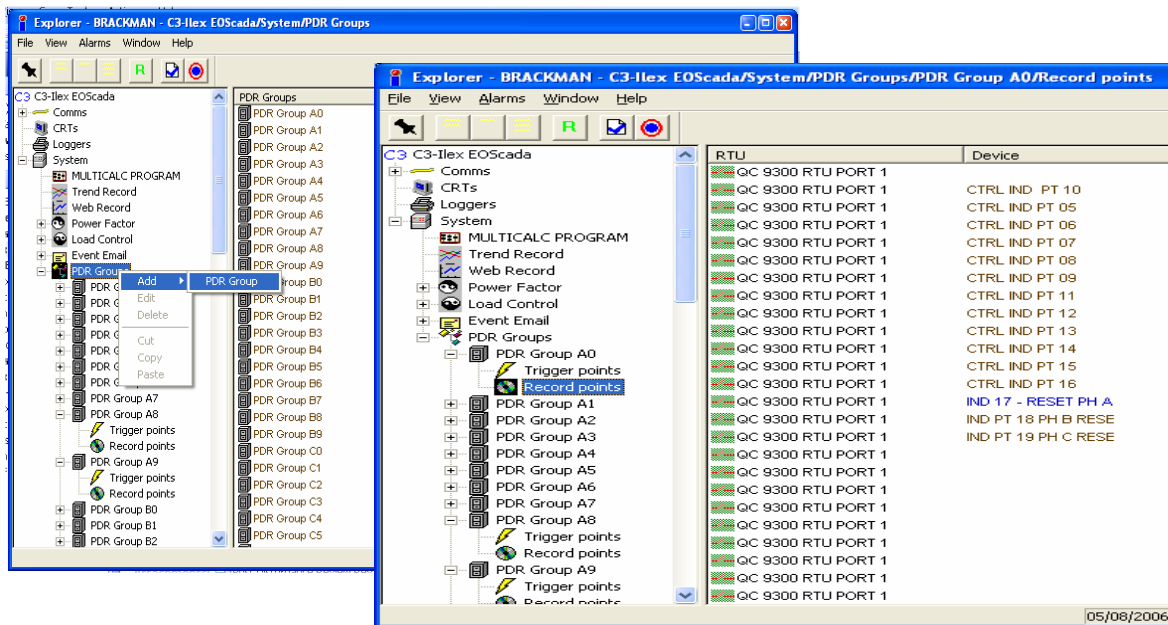 Explorer - BRACKMAN - C3-Ilex EOScada/System/PDR Groups
File View Alarms Window Help
R
C3 C3-Ilex EOScada
Comms
CRTs
Loggers
System
MULTICALC PROGRAM
Trend Record
Web Record
Power Factor
Load Control
Event Email
PDR Group
PDR G
PDR G
PDR G
PDR G
PDR G
PDR G
PDR G
PDR Group A7
PDR Group A8
Trigger points
Record points
PDR Group A9
Trigger points
Record points
PDR Group B0
PDR Group B1
PDR Group B2
Add
Edit
Delete
Cut
Copy
Paste
PDR Group
PDR Groups
PDR Group A0
PDR Group A1
PDR Group A2
PDR Group A3
PDR Group A4
PDR Group A5
PDR Group A6
PDR Group A7
PDR Group A8
PDR Group A9
roup B0
PDR Group B1
PDR Group B2
PDR Group B3
PDR Group B4
PDR Group B5
PDR Group B6
PDR Group B7
PDR Group B8
PDR Group B9
PDR Group C0
PDR Group C1
PDR Group C2
PDR Group C3
PDR Group C4
PDR Group C5
Explorer - BRACKMAN - C3-Ilex EOScada/System/PDR Groups/PDR Group A0/Record points
File View Alarms Window Help
R
C3 C3-Ilex EOScada
Comms
CRTs
Loggers
System
MULTICALC PROGRAM
Trend Record
Web Record
Power Factor
Load Control
Event Email
PDR Groups
PDR Group A0
Trigger points
Record points
PDR Group A1
PDR Group A2
PDR Group A3
PDR Group A4
PDR Group A5
PDR Group A6
PDR Group A7
PDR Group A8
Trigger points
Record points
PDR Group A9
Trigger points
Record points
RTU Device
QC 9300 RTU PORT 1
QC 9300 RTU PORT 1 CTRL IND PT 10
QC 9300 RTU PORT 1 CTRL IND PT 05
QC 9300 RTU PORT 1 CTRL IND PT 06
QC 9300 RTU PORT 1 CTRL IND PT 07
QC 9300 RTU PORT 1 CTRL IND PT 08
QC 9300 RTU PORT 1 CTRL IND PT 09
QC 9300 RTU PORT 1 CTRL IND PT 11
QC 9300 RTU PORT 1 CTRL IND PT 12
QC 9300 RTU PORT 1 CTRL IND PT 13
QC 9300 RTU PORT 1 CTRL IND PT 14
QC 9300 RTU PORT 1 CTRL IND PT 15
QC 9300 RTU PORT 1 CTRL IND PT 16
QC 9300 RTU PORT 1 IND 17 - RESET PH A
QC 9300 RTU PORT 1 IND PT 18 PH B RESE
QC 9300 RTU PORT 1 IND PT 19 PH C RESE
QC 9300 RTU PORT 1
QC 9300 RTU PORT 1
QC 9300 RTU PORT 1
QC 9300 RTU PORT 1
QC 9300 RTU PORT 1
QC 9300 RTU PORT 1
QC 9300 RTU PORT 1
QC 9300 RTU PORT 1
QC 9300 RTU PORT 1
05/08/2006